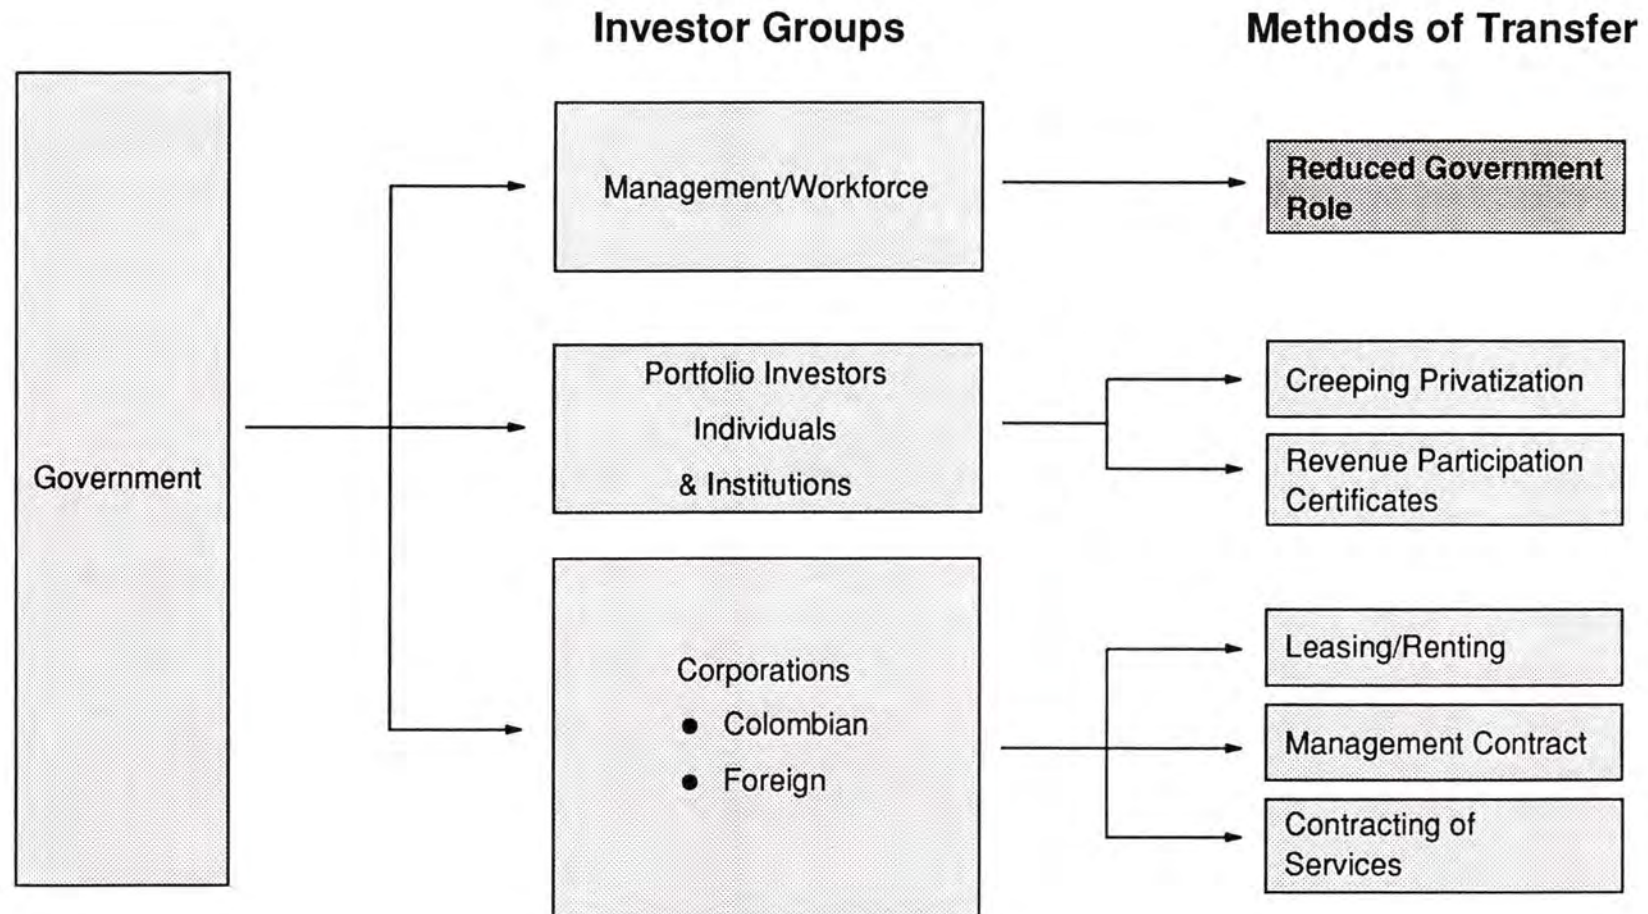 Investor Groups
Methods of Transfer
Government
Management/Workforce
Reduced Government
Role
Portfolio Investors
Individuals
& Institutions
Creeping Privatization
Revenue Participation
Certificates
Corporations
● Colombian
● Foreign
Leasing/Renting
Management Contract
Contracting of
Services